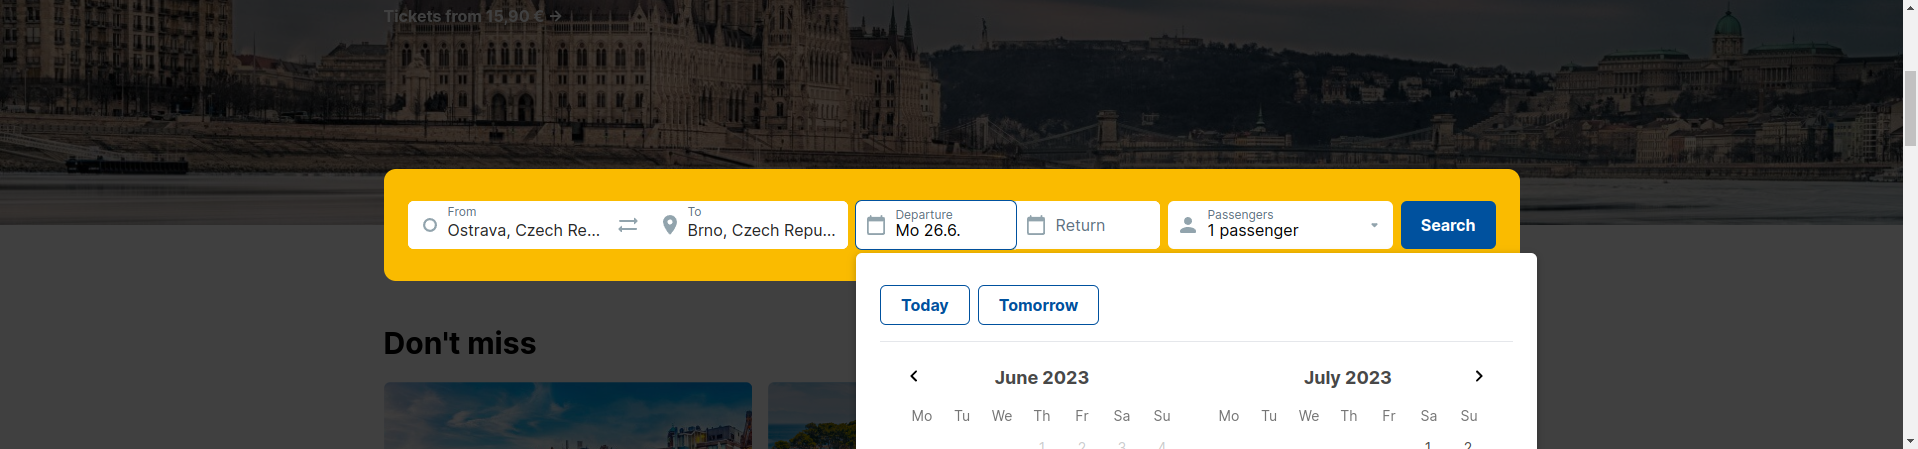 Tickets from 15,90 € →
From
Ostrava, Czech Re...
To
Brno, Czech Repu...
Departure
Mo 26.6.
Return
Passengers
1 passenger
Search
Today
Tomorrow
Don't miss
June 2023
July 2023
Mo Tu We Th Fr Sa Su
Mo Tu We Th Fr Sa Su
1 2 3 4
1 2